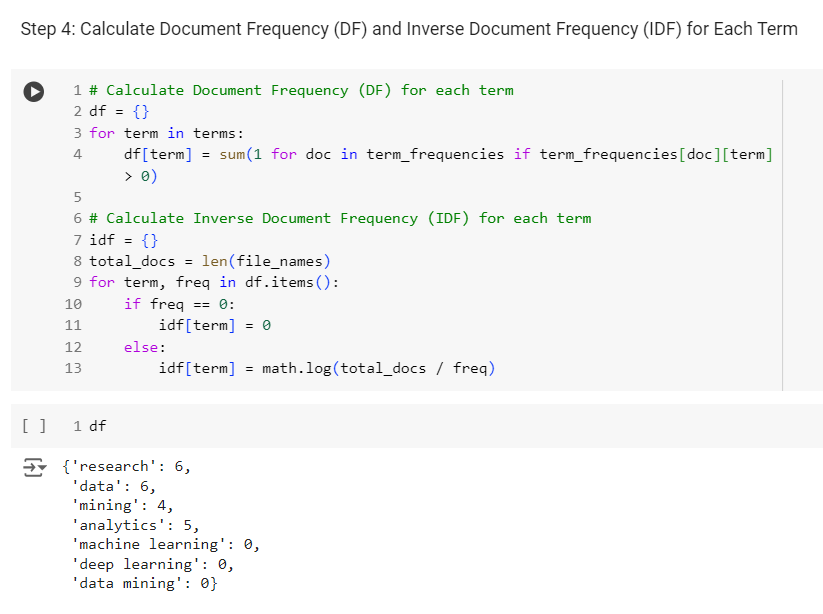 Step 4: Calculate Document Frequency (DF) and Inverse Document Frequency (IDF) for Each Term
1 # Calculate Document Frequency (DF) for each term
2 df = {}
3 for term in terms:
4     df[term] = sum(1 for doc in term_frequencies if term_frequencies[doc][term]
    > 0)
5
6 # Calculate Inverse Document Frequency (IDF) for each term
7 idf = {}
8 total_docs = len(file_names)
9 for term, freq in df.items():
10     if freq == 0:
11         idf[term] = 0
12     else:
13         idf[term] = math.log(total_docs / freq)
[ ] 1 df
{'research': 6,
 'data': 6,
 'mining': 4,
 'analytics': 5,
 'machine learning': 0,
 'deep learning': 0,
 'data mining': 0}